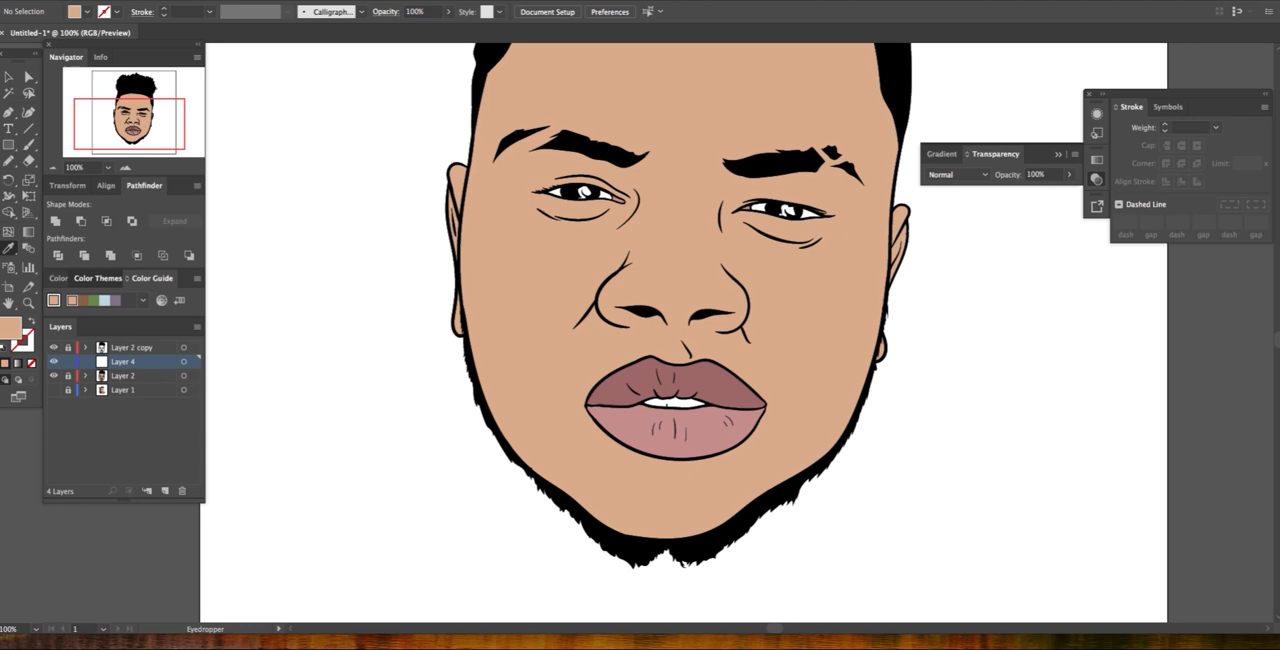 No Selection Stroke: Calligraph... Opacity: 100% Style: Document Setup Preferences
Untitled-1* @ 100% (RGB/Preview)
Navigator Info
100%
Transform Align Pathfinder
Shape Modes:
Expand
Pathfinders:
Color Color Themes Color Guide
Layers
Layer 2 copy
Layer 4
Layer 2
Layer 1
4 Layers
Gradient Transparency
Normal Opacity: 100%
Stroke Symbols
Weight:
Cap:
Corner: Limit:
Align Stroke:
Dashed Line
dash gap dash gap dash gap
100% 1 Eyedropper